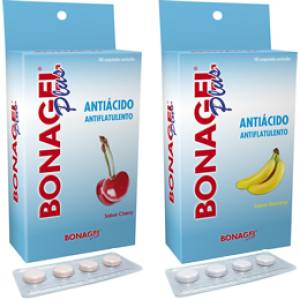 BONAGEL
Plus
ANTIÁCIDO
ANTIFLATULENTO
Sabor Cherry
BONAGEL
BONAGEL
Plus
ANTIÁCIDO
ANTIFLATULENTO
BONAGEL